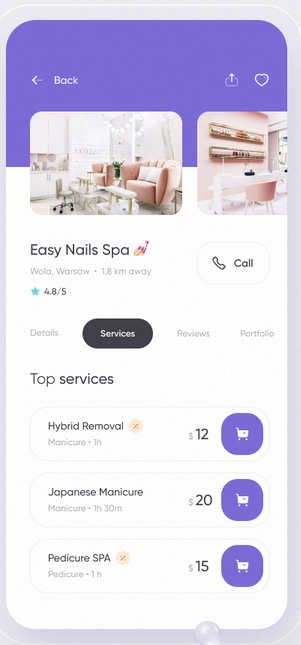 Back
Easy Nails Spa 💅
Call
Wola, Warsaw • 1.8 km away
4.8/5
Details
Services
Reviews
Portfolio
Top services
Hybrid Removal
$ 12
Manicure • 1h
Japanese Manicure
$ 20
Manicure • 1h 30m
Pedicure SPA
$ 15
Pedicure • 1 h